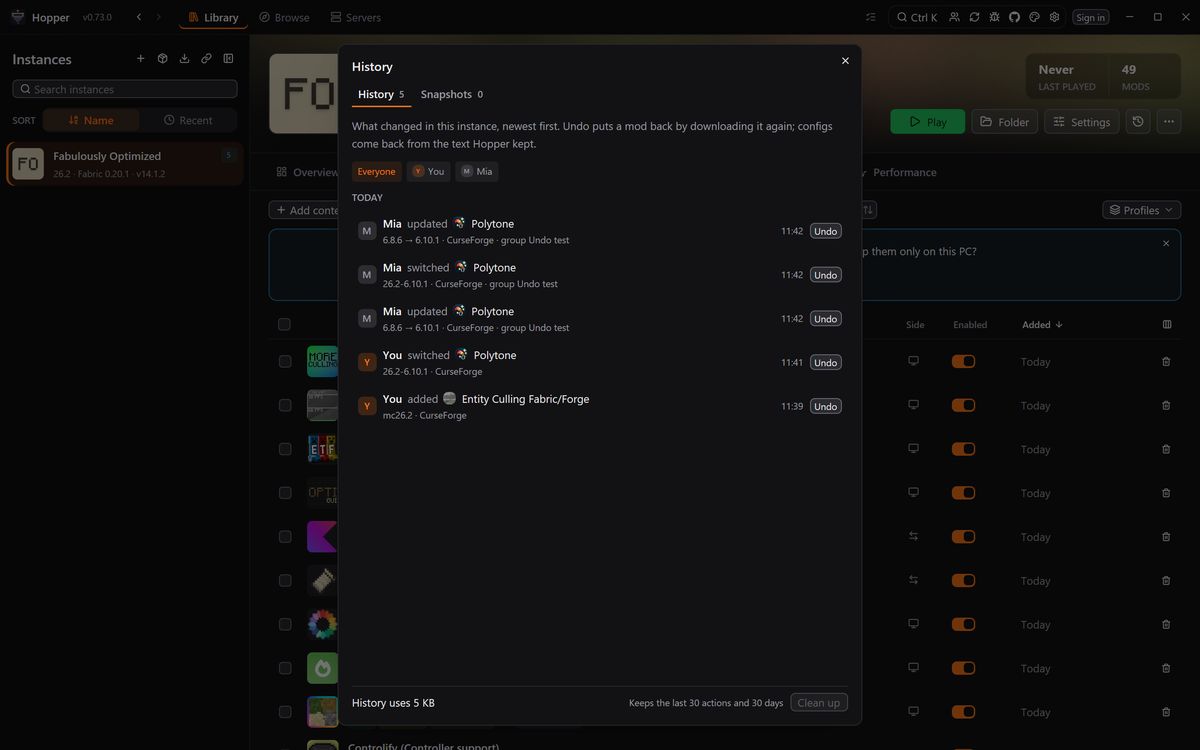 Hopper v0.73.0 Library Browse Servers Ctrl K Sign in
Instances
Search instances
SORT Name Recent
FO Fabulously Optimized 5
26.2 · Fabric 0.20.1 · v14.1.2
FO
Never 49
LAST PLAYED MODS
Play Folder Settings
Overview Performance
+ Add conte Profiles
p them only on this PC?
Side Enabled Added
MORE CULLING Today
Today
ETF Today
OPTI GUI Today
Today
Today
Today
Today
Today
Controlify (Controller support)
History
History 5 Snapshots 0
What changed in this instance, newest first. Undo puts a mod back by downloading it again; configs
come back from the text Hopper kept.
Everyone Y You M Mia
TODAY
M Mia updated Polytone 11:42 Undo
6.8.6 → 6.10.1 · CurseForge · group Undo test
M Mia switched Polytone 11:42 Undo
26.2-6.10.1 · CurseForge · group Undo test
M Mia updated Polytone 11:42 Undo
6.8.6 → 6.10.1 · CurseForge · group Undo test
Y You switched Polytone 11:41 Undo
26.2-6.10.1 · CurseForge
Y You added Entity Culling Fabric/Forge 11:39 Undo
mc26.2 · CurseForge
History uses 5 KB Keeps the last 30 actions and 30 days Clean up